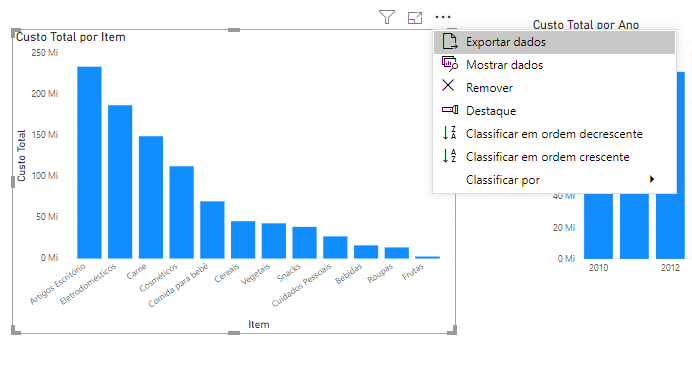 Custo Total por Item
250 Mi
200 Mi
150 Mi
100 Mi
50 Mi
0 Mi
Custo Total
Artigos Escritório
Eletrodomésticos
Carne
Cosméticos
Comida para bebê
Cereais
Vegetais
Snacks
Cuidados Pessoais
Bebidas
Roupas
Frutas
Item
Custo Total por Ano
Exportar dados
Mostrar dados
Remover
Destaque
Classificar em ordem decrescente
Classificar em ordem crescente
Classificar por
40 Mi
20 Mi
0 Mi
2010
2012